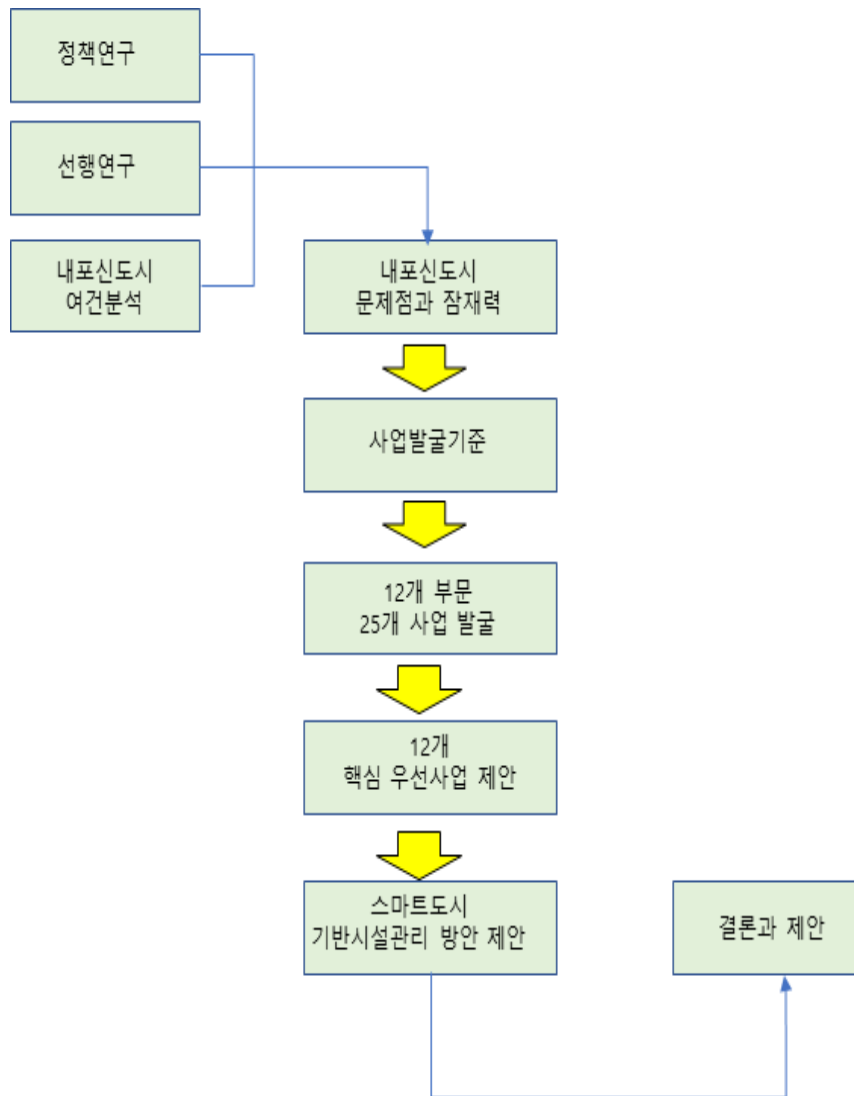 정책연구
선행연구
내포신도시
여건분석
내포신도시
문제점과 잠재력
사업발굴기준
12개 부문
25개 사업 발굴
12개
핵심 우선사업 제안
스마트도시
기반시설관리 방안 제안
결론과 제안